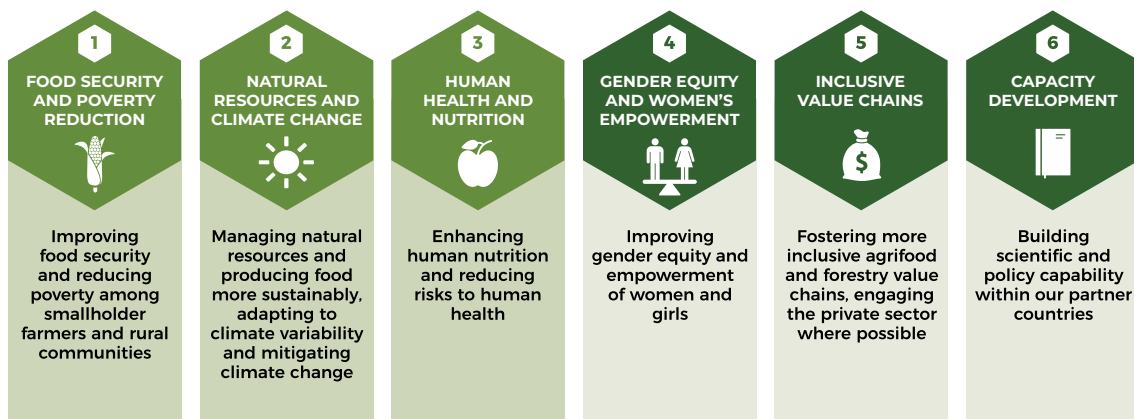 1
FOOD SECURITY
AND POVERTY
REDUCTION
Improving
food security
and reducing
poverty among
smallholder
farmers and rural
communities
2
NATURAL
RESOURCES AND
CLIMATE CHANGE
Managing natural
resources and
producing food
more sustainably,
adapting to
climate variability
and mitigating
climate change
3
HUMAN
HEALTH AND
NUTRITION
Enhancing
human nutrition
and reducing
risks to human
health
4
GENDER EQUITY
AND WOMEN’S
EMPOWERMENT
Improving
gender equity and
empowerment
of women and
girls
5
INCLUSIVE
VALUE CHAINS
$
Fostering more
inclusive agrifood
and forestry value
chains, engaging
the private sector
where possible
6
CAPACITY
DEVELOPMENT
Building
scientific and
policy capability
within our partner
countries